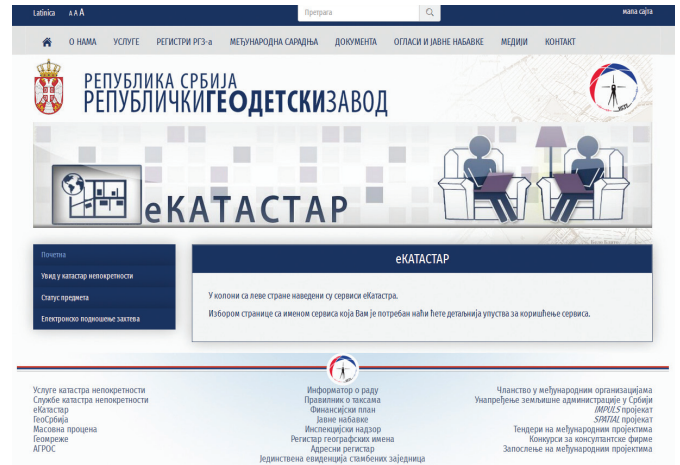 Latinica A A A Претрага мапа сајта
О НАМА УСЛУГЕ РЕГИСТРИ РГЗ-а МЕЂУНАРОДНА САРАДЊА ДОКУМЕНТА ОГЛАСИ И ЈАВНЕ НАБАВКЕ МЕДИЈИ КОНТАКТ
РЕПУБЛИКА СРБИЈА
РЕПУБЛИЧКИГЕОДЕТСКИЗАВОД
еКАТАСТАР
Почетна
Увид у катастар непокретности
Статус предмета
Електронско подношење захтева
еКАТАСТАР
У колони са леве стране наведени су сервиси еКатастра.
Избором странице са именом сервиса која Вам је потребан наћи ћете детаљнија упуства за коришћење сервиса.
Услуге катастра непокретности
Службе катастра непокретности
еКатастар
ГеоСрбија
Масовна процена
Геомреже
АГРОС
Информатор о раду
Правилник о таксама
Финансијски план
Јавне набавке
Инспекцијски надзор
Регистар географских имена
Адресни регистар
Јединствена евиденција стамбених заједница
Чланство у међународним организацијама
Унапређење земљишне администрације у Србији
IMPULS пројекат
SPATIAL пројекат
Тендери на међународним пројектима
Конкурси за консултантске фирме
Запослење на међународним пројектима